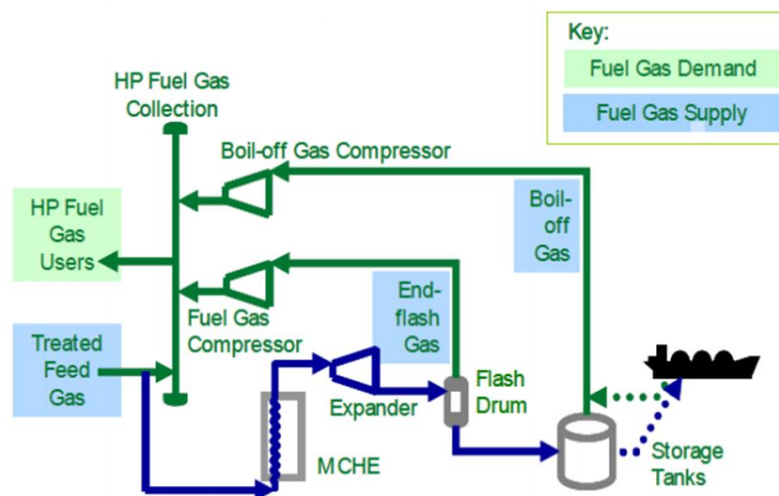 Key:
Fuel Gas Demand
Fuel Gas Supply
HP Fuel Gas
Collection
Boil-off Gas Compressor
HP Fuel
Gas
Users
Boil-
off
Gas
Fuel Gas
Compressor
End-
flash
Gas
Treated
Feed
Gas
Expander
Flash
Drum
MCHE
Storage
Tanks